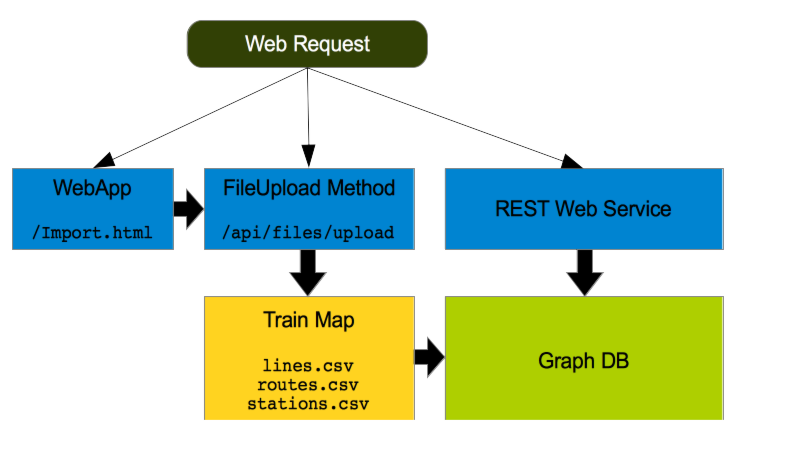 Web Request
WebApp
/Import.html
FileUpload Method
/api/files/upload
REST Web Service
Train Map
lines.csv
routes.csv
stations.csv
Graph DB